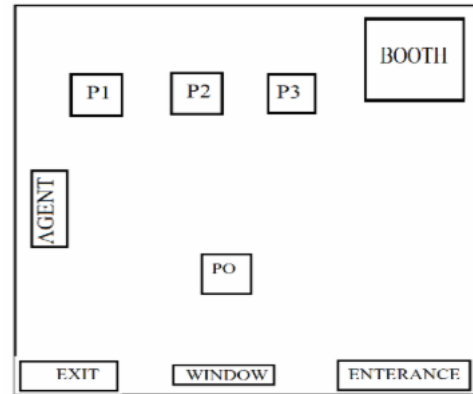 BOOTH
P1 P2 P3
AGENT
PO
EXIT WINDOW ENTERANCE